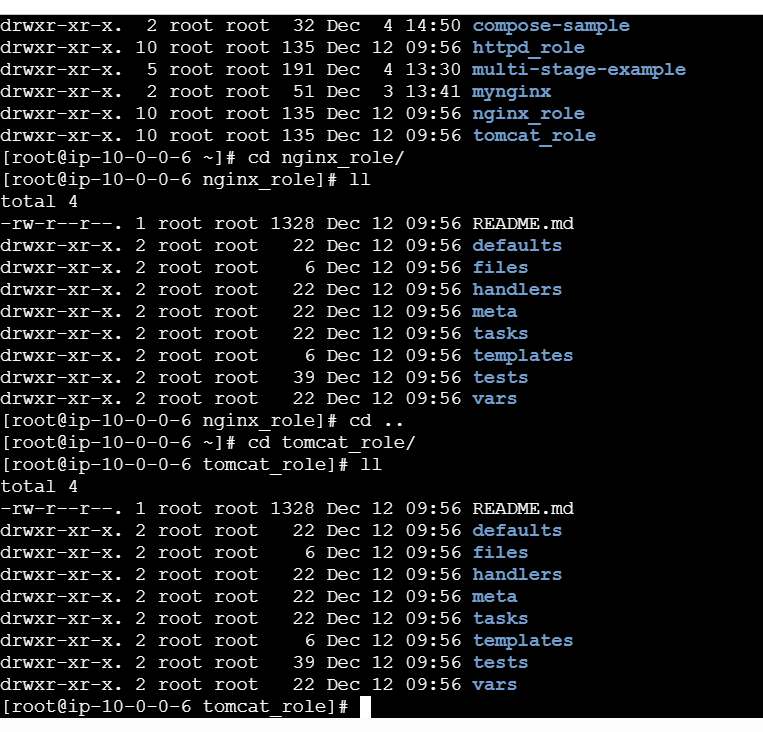 drwxr-xr-x.  2 root root  32 Dec  4 14:50 compose-sample
drwxr-xr-x. 10 root root 135 Dec 12 09:56 httpd_role
drwxr-xr-x.  5 root root 191 Dec  4 13:30 multi-stage-example
drwxr-xr-x.  2 root root  51 Dec  3 13:41 mynginx
drwxr-xr-x. 10 root root 135 Dec 12 09:56 nginx_role
drwxr-xr-x. 10 root root 135 Dec 12 09:56 tomcat_role
[root@ip-10-0-0-6 ~]# cd nginx_role/
[root@ip-10-0-0-6 nginx_role]# ll
total 4
-rw-r--r--. 1 root root 1328 Dec 12 09:56 README.md
drwxr-xr-x. 2 root root   22 Dec 12 09:56 defaults
drwxr-xr-x. 2 root root    6 Dec 12 09:56 files
drwxr-xr-x. 2 root root   22 Dec 12 09:56 handlers
drwxr-xr-x. 2 root root   22 Dec 12 09:56 meta
drwxr-xr-x. 2 root root   22 Dec 12 09:56 tasks
drwxr-xr-x. 2 root root    6 Dec 12 09:56 templates
drwxr-xr-x. 2 root root   39 Dec 12 09:56 tests
drwxr-xr-x. 2 root root   22 Dec 12 09:56 vars
[root@ip-10-0-0-6 nginx_role]# cd ..
[root@ip-10-0-0-6 ~]# cd tomcat_role/
[root@ip-10-0-0-6 tomcat_role]# ll
total 4
-rw-r--r--. 1 root root 1328 Dec 12 09:56 README.md
drwxr-xr-x. 2 root root   22 Dec 12 09:56 defaults
drwxr-xr-x. 2 root root    6 Dec 12 09:56 files
drwxr-xr-x. 2 root root   22 Dec 12 09:56 handlers
drwxr-xr-x. 2 root root   22 Dec 12 09:56 meta
drwxr-xr-x. 2 root root   22 Dec 12 09:56 tasks
drwxr-xr-x. 2 root root    6 Dec 12 09:56 templates
drwxr-xr-x. 2 root root   39 Dec 12 09:56 tests
drwxr-xr-x. 2 root root   22 Dec 12 09:56 vars
[root@ip-10-0-0-6 tomcat_role]#